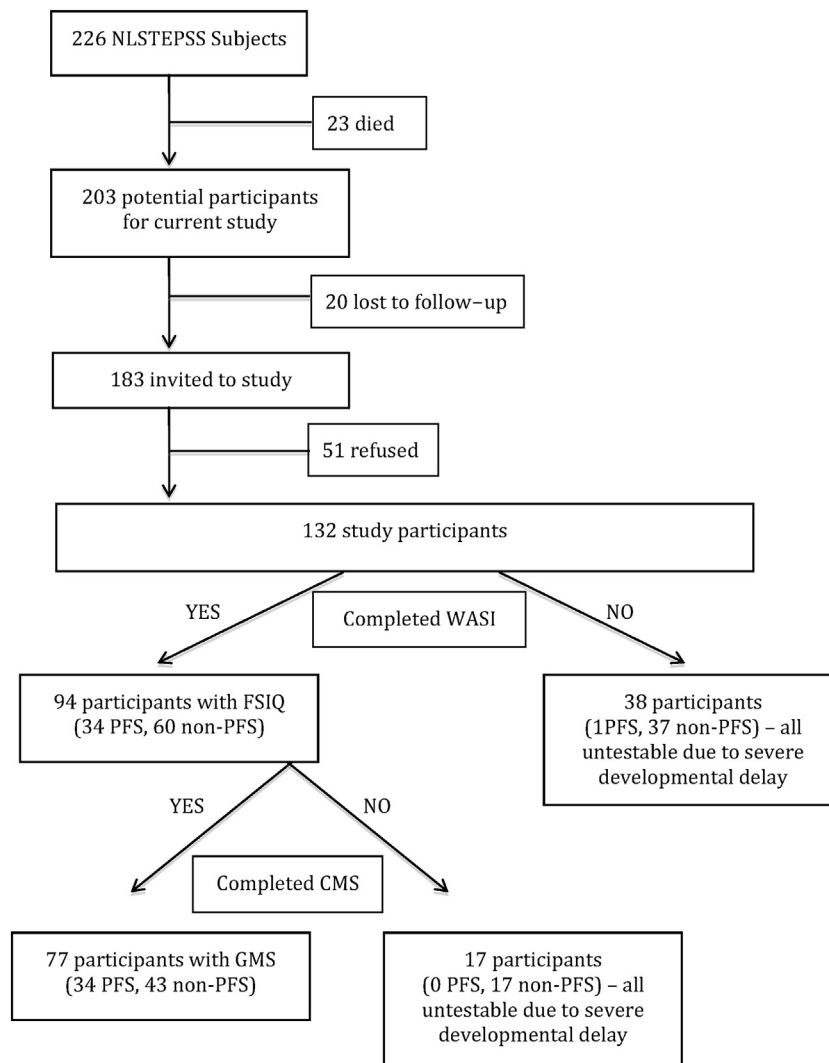 226 NLSTEPSS Subjects
23 died
203 potential participants
for current study
20 lost to follow−up
183 invited to study
51 refused
132 study participants
YES
Completed WASI
NO
94 participants with FSIQ
(34 PFS, 60 non-PFS)
38 participants
(1PFS, 37 non-PFS) – all
untestable due to severe
developmental delay
YES
NO
Completed CMS
77 participants with GMS
(34 PFS, 43 non-PFS)
17 participants
(0 PFS, 17 non-PFS) – all
untestable due to severe
developmental delay